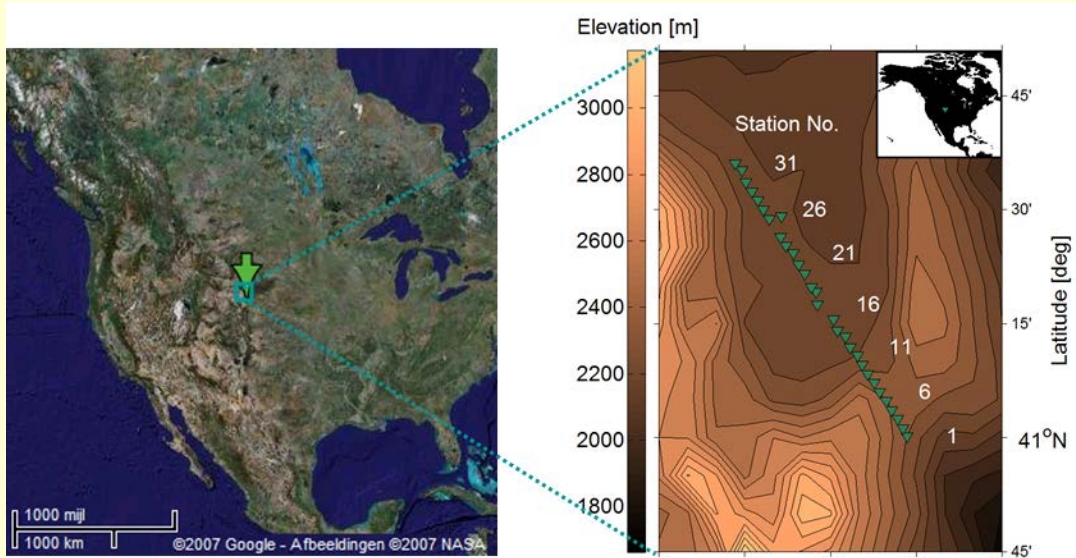 Elevation [m]
3000
2800
2600
2400
2200
2000
1800
Station No.
31
26
21
16
11
6
1
45'
30'
15'
41°N
45'
Latitude [deg]
1000 mijl
1000 km
©2007 Google - Afbeeldingen ©2007 NASA